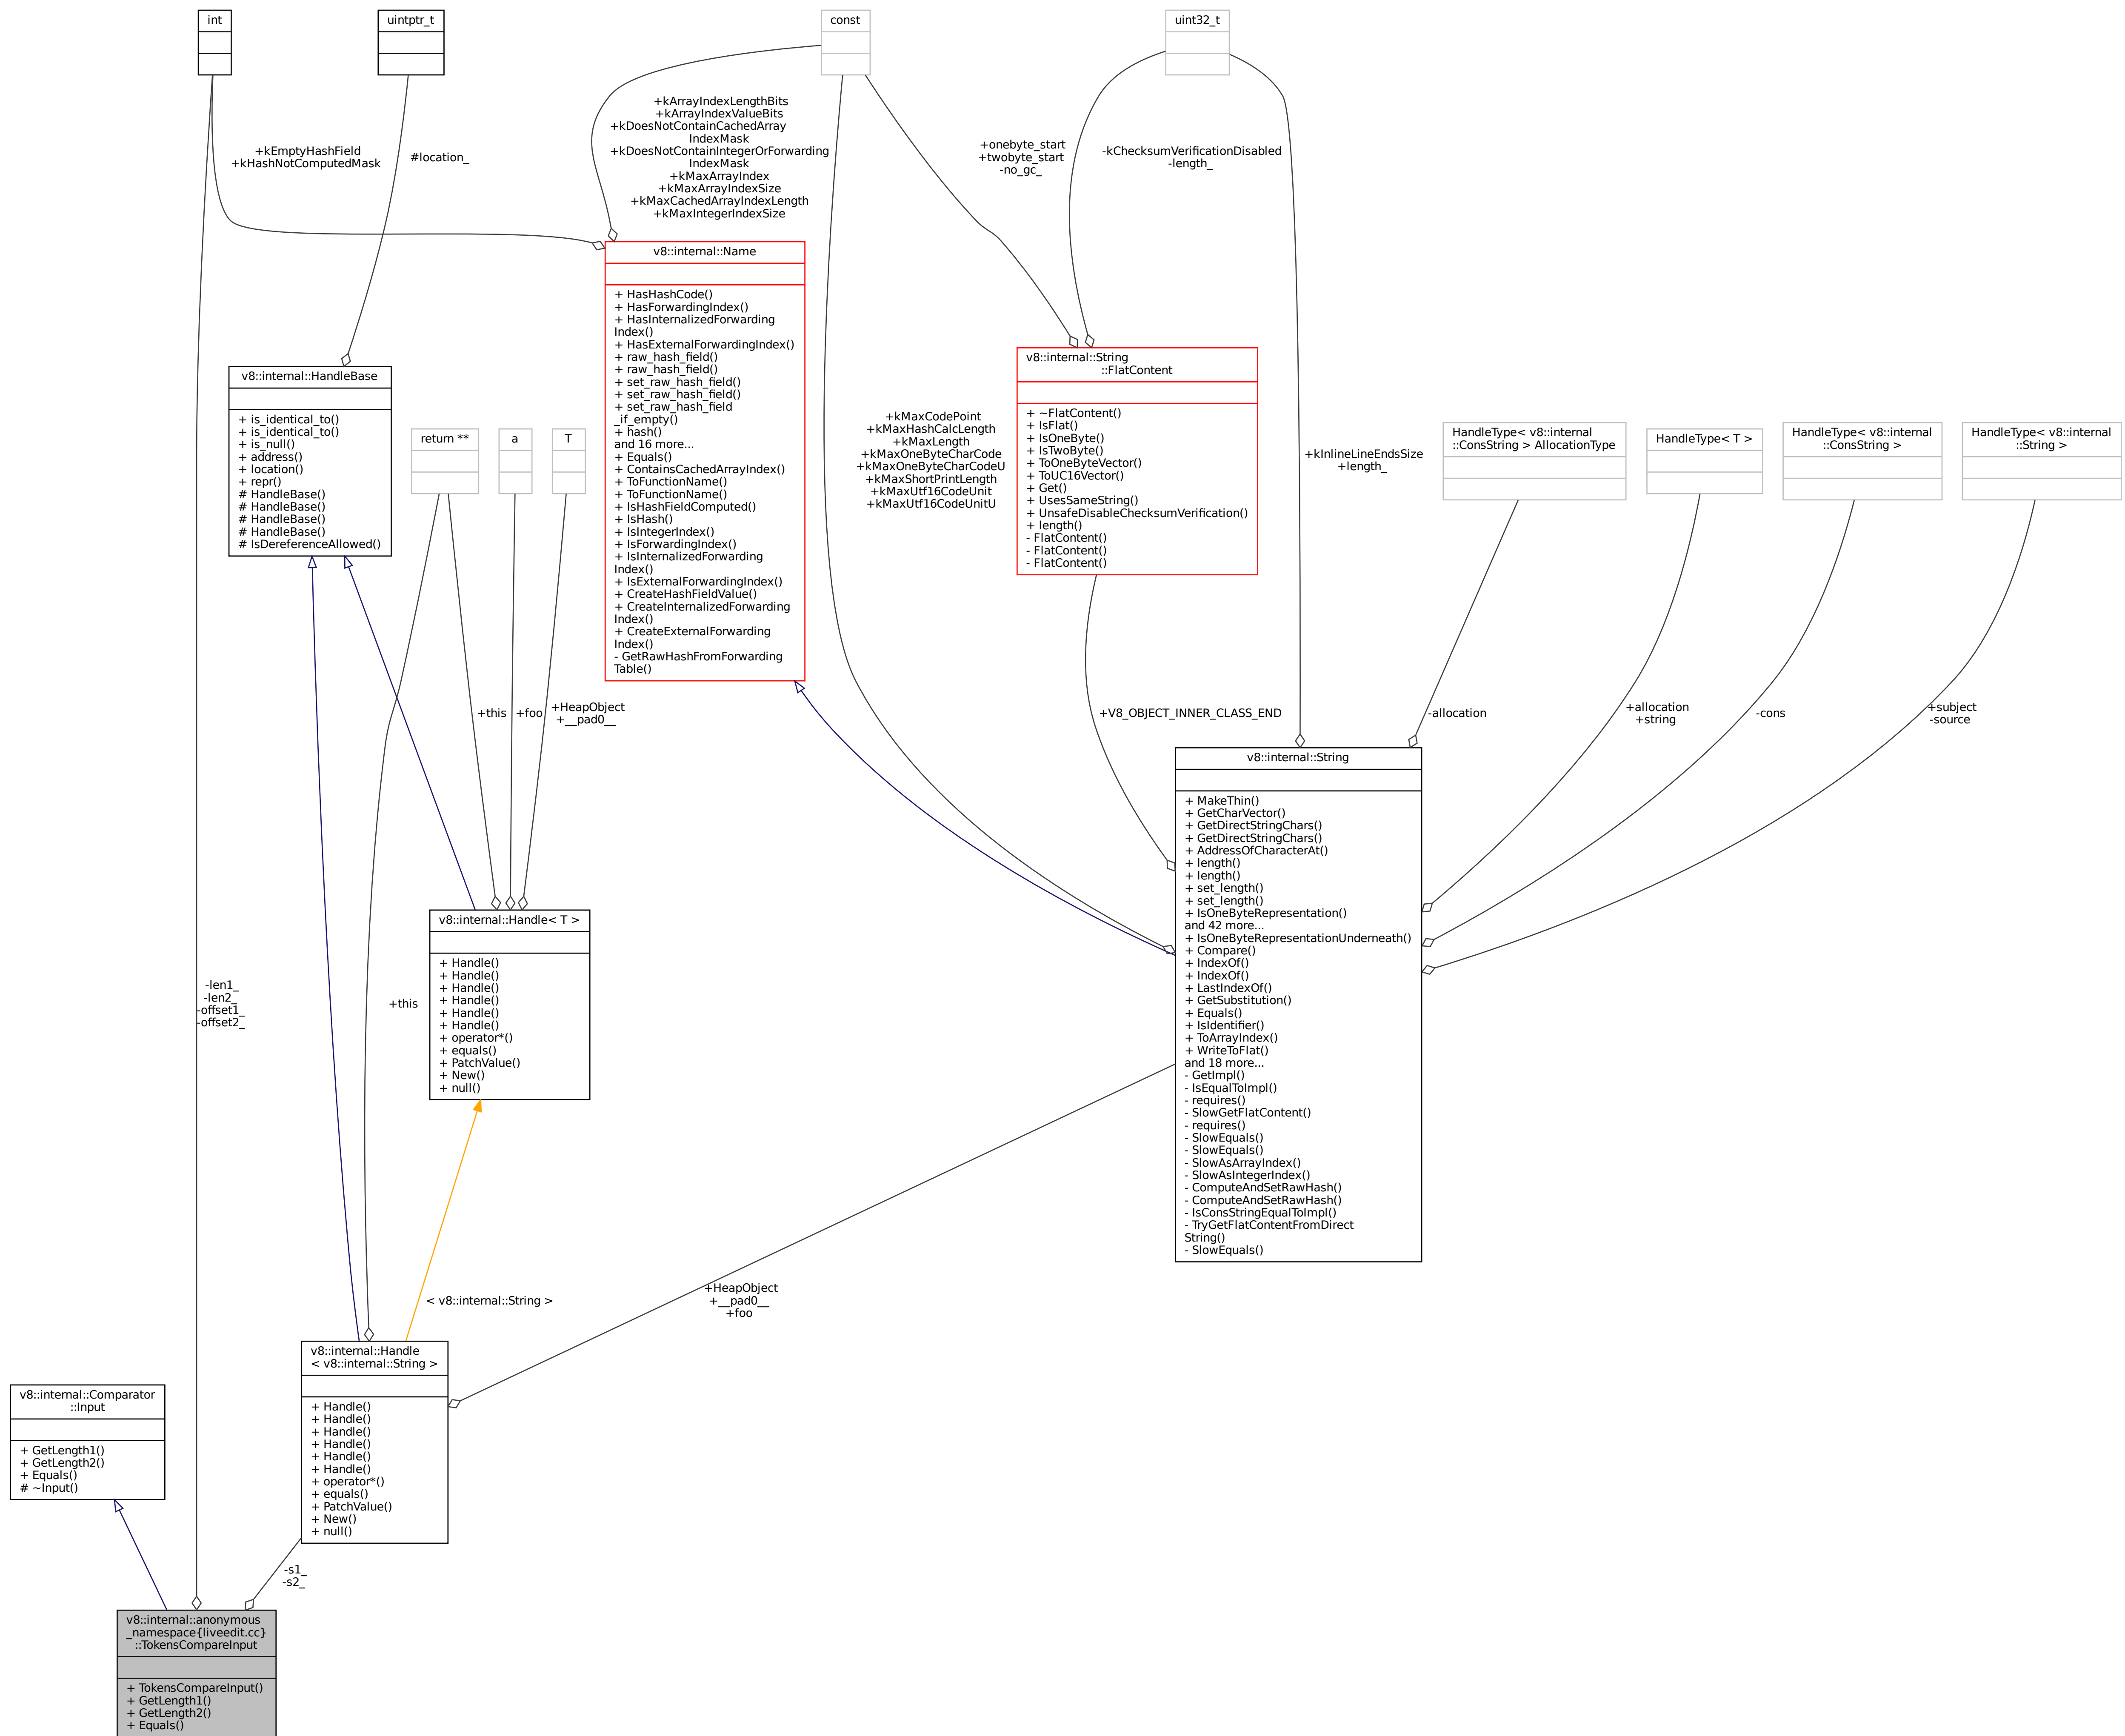 int
uintptr_t
const
uint32_t
+kArrayIndexLengthBits
+kArrayIndexValueBits
+kDoesNotContainCachedArray
IndexMask
+kDoesNotContainIntegerOrForwarding
IndexMask
+kMaxArrayIndex
+kMaxArrayIndexSize
+kMaxCachedArrayIndexLength
+kMaxIntegerIndexSize
+kEmptyHashField
+kHashNotComputedMask
#location_
+onebyte_start
+twobyte_start
-no_gc_
-kChecksumVerificationDisabled
-length_
v8::internal::Name
+ HasHashCode()
+ HasForwardingIndex()
+ HasInternalizedForwarding
Index()
+ HasExternalForwardingIndex()
+ raw_hash_field()
+ raw_hash_field()
+ set_raw_hash_field()
+ set_raw_hash_field()
+ set_raw_hash_field
_if_empty()
+ hash()
and 16 more...
+ Equals()
+ ContainsCachedArrayIndex()
+ ToFunctionName()
+ ToFunctionName()
+ IsHashFieldComputed()
+ IsHash()
+ IsIntegerIndex()
+ IsForwardingIndex()
+ IsInternalizedForwarding
Index()
+ IsExternalForwardingIndex()
+ CreateHashFieldValue()
+ CreateInternalizedForwarding
Index()
+ CreateExternalForwarding
Index()
- GetRawHashFromForwarding
Table()
v8::internal::String
::FlatContent
+ ~FlatContent()
+ IsFlat()
+ IsOneByte()
+ IsTwoByte()
+ ToOneByteVector()
+ ToUC16Vector()
+ Get()
+ UsesSameString()
+ UnsafeDisableChecksumVerification()
+ length()
- FlatContent()
- FlatContent()
- FlatContent()
v8::internal::HandleBase
+ is_identical_to()
+ is_identical_to()
+ is_null()
+ address()
+ location()
+ repr()
# HandleBase()
# HandleBase()
# HandleBase()
# HandleBase()
# IsDereferenceAllowed()
return **
a
T
+kMaxCodePoint
+kMaxHashCalcLength
+kMaxLength
+kMaxOneByteCharCode
+kMaxOneByteCharCodeU
+kMaxShortPrintLength
+kMaxUtf16CodeUnit
+kMaxUtf16CodeUnitU
+kInlineLineEndsSize
+length_
HandleType< v8::internal
::ConsString > AllocationType
HandleType< T >
HandleType< v8::internal
::ConsString >
HandleType< v8::internal
::String >
+this
+foo
+HeapObject
+__pad0__
+V8_OBJECT_INNER_CLASS_END
-allocation
+allocation
+string
-cons
+subject
-source
v8::internal::String
+ MakeThin()
+ GetCharVector()
+ GetDirectStringChars()
+ GetDirectStringChars()
+ AddressOfCharacterAt()
+ length()
+ length()
+ set_length()
+ set_length()
+ IsOneByteRepresentation()
and 42 more...
+ IsOneByteRepresentationUnderneath()
+ Compare()
+ IndexOf()
+ IndexOf()
+ LastIndexOf()
+ GetSubstitution()
+ Equals()
+ IsIdentifier()
+ ToArrayIndex()
+ WriteToFlat()
and 18 more...
- GetImpl()
- IsEqualToImpl()
- requires()
- SlowGetFlatContent()
- requires()
- SlowEquals()
- SlowEquals()
- SlowAsArrayIndex()
- SlowAsIntegerIndex()
- ComputeAndSetRawHash()
- ComputeAndSetRawHash()
- IsConsStringEqualToImpl()
- TryGetFlatContentFromDirect
String()
- SlowEquals()
v8::internal::Handle< T >
+ Handle()
+ Handle()
+ Handle()
+ Handle()
+ Handle()
+ Handle()
+ operator*()
+ equals()
+ PatchValue()
+ New()
+ null()
-len1_
-len2_
-offset1_
-offset2_
+this
< v8::internal::String >
+HeapObject
+__pad0__
+foo
v8::internal::Handle
< v8::internal::String >
+ Handle()
+ Handle()
+ Handle()
+ Handle()
+ Handle()
+ Handle()
+ operator*()
+ equals()
+ PatchValue()
+ New()
+ null()
v8::internal::Comparator
::Input
+ GetLength1()
+ GetLength2()
+ Equals()
# ~Input()
-s1_
-s2_
v8::internal::anonymous
_namespace{liveedit.cc}
::TokensCompareInput
+ TokensCompareInput()
+ GetLength1()
+ GetLength2()
+ Equals()